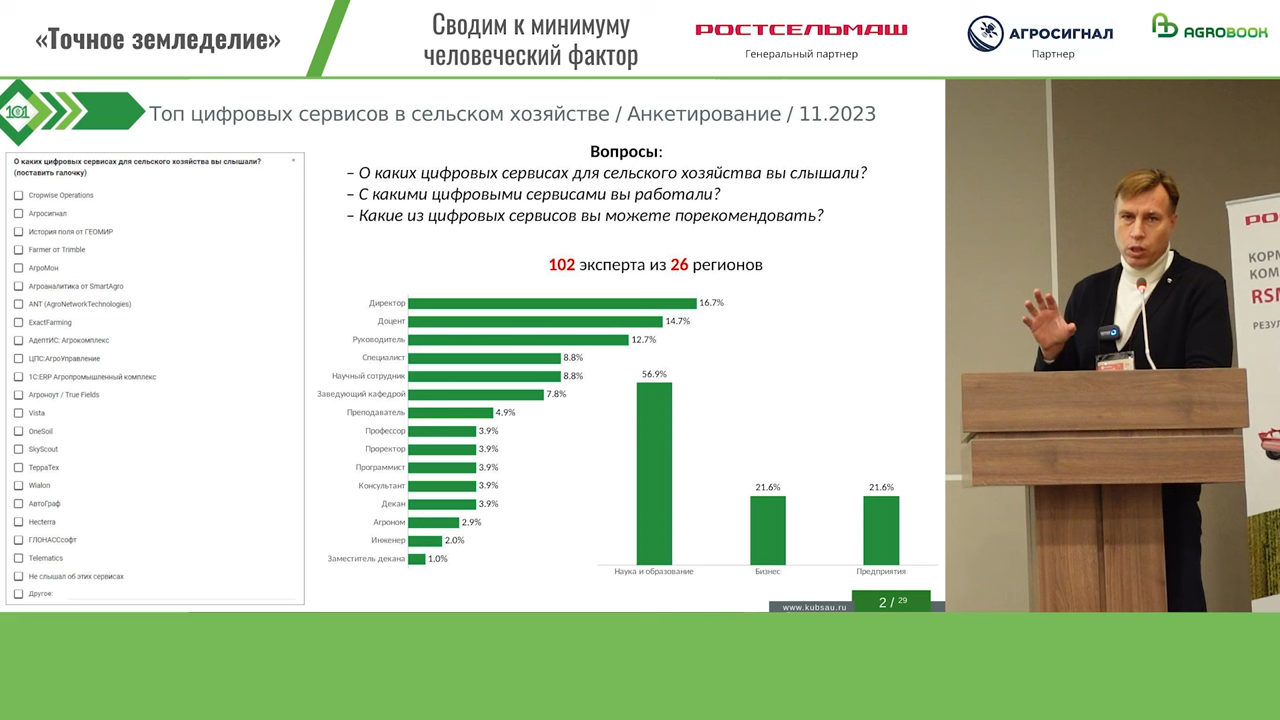 «Точное земледелие»
Сводим к минимуму
человеческий фактор
РОСТСЕЛЬМАШ
Генеральный партнер
АГРОСИГНАЛ
Партнер
AGROBOOK
101
Топ цифровых сервисов в сельском хозяйстве / Анкетирование / 11.2023
О каких цифровых сервисах для сельского хозяйства вы слышали? *
(поставить галочку)
Cropwise Operations
Агросигнал
История поля от ГЕОМИР
Farmer от Trimble
АгроМон
Агроаналитика от SmartAgro
ANT (AgroNetworkTechnologies)
ExactFarming
АдептИС: Агрокомплекс
ЦПС:АгроУправление
1С:ERP Агропромышленный комплекс
Агроноут / True Fields
Vista
OneSoil
SkyScout
ТерраТех
Wialon
АвтоГраф
Hecterra
ГЛОНАССсофт
Telematics
Не слышал об этих сервисах
Другое:
Вопросы:
– О каких цифровых сервисах для сельского хозяйства вы слышали?
– С какими цифровыми сервисами вы работали?
– Какие из цифровых сервисов вы можете порекомендовать?
102 эксперта из 26 регионов
Директор 16.7%
Доцент 14.7%
Руководитель 12.7%
Специалист 8.8%
Научный сотрудник 8.8%
Заведующий кафедрой 7.8%
Преподаватель 4.9%
Профессор 3.9%
Проректор 3.9%
Программист 3.9%
Консультант 3.9%
Декан 3.9%
Агроном 2.9%
Инженер 2.0%
Заместитель декана 1.0%
56.9%
21.6%
21.6%
Наука и образование
Бизнес
Предприятия
www.kubsau.ru
2 / 29
РО
КОРМ
КОМ
RSM
РЕЗУЛ